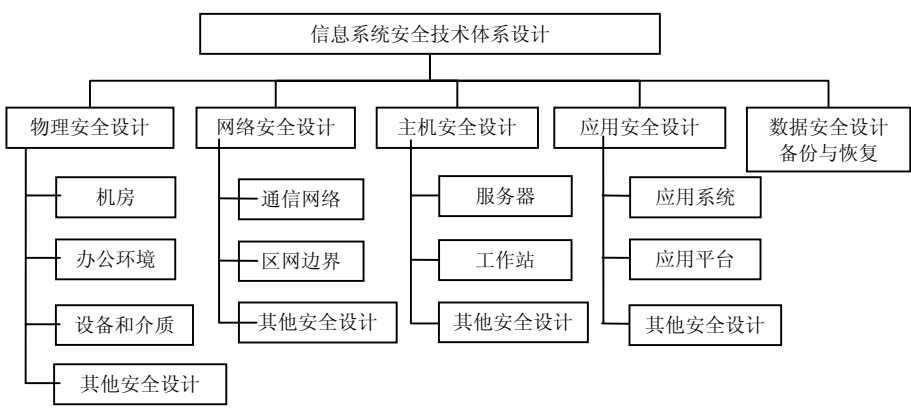 信息系统安全技术体系设计
物理安全设计
网络安全设计
主机安全设计
应用安全设计
数据安全设计
备份与恢复
机房
办公环境
设备和介质
其他安全设计
通信网络
区网边界
其他安全设计
服务器
工作站
其他安全设计
应用系统
应用平台
其他安全设计